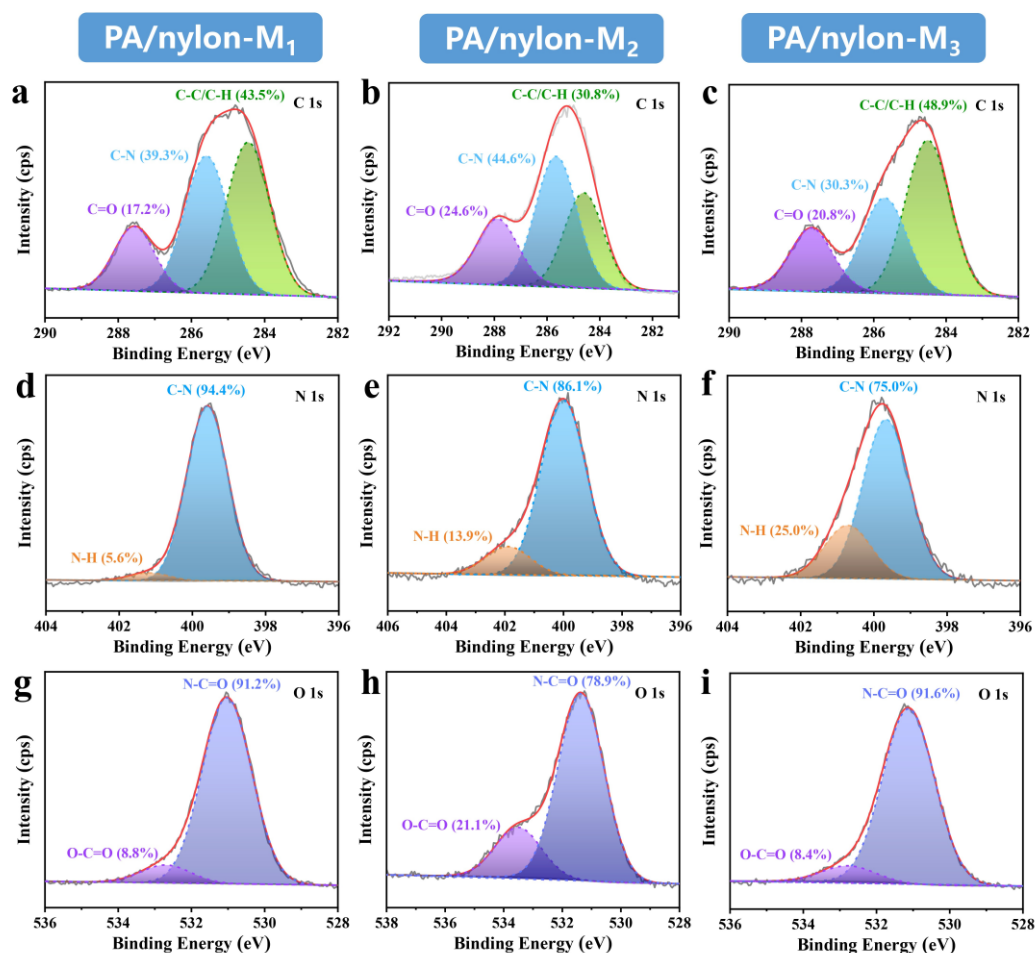 PA/nylon-M₁
PA/nylon-M₂
PA/nylon-M₃
a
C-C/C-H (43.5%)
C 1s
C-N (39.3%)
C=O (17.2%)
Intensity (cps)
290 288 286 284 282
Binding Energy (eV)
b
C-C/C-H (30.8%)
C 1s
C-N (44.6%)
C=O (24.6%)
Intensity (cps)
292 290 288 286 284 282
Binding Energy (eV)
c
C-C/C-H (48.9%)
C 1s
C-N (30.3%)
C=O (20.8%)
Intensity (cps)
290 288 286 284 282
Binding Energy (eV)
d
C-N (94.4%)
N 1s
N-H (5.6%)
Intensity (cps)
404 402 400 398 396
Binding Energy (eV)
e
C-N (86.1%)
N 1s
N-H (13.9%)
Intensity (cps)
406 404 402 400 398 396
Binding Energy (eV)
f
C-N (75.0%)
N 1s
N-H (25.0%)
Intensity (cps)
404 402 400 398 396
Binding Energy (eV)
g
N-C=O (91.2%)
O 1s
O-C=O (8.8%)
Intensity (cps)
536 534 532 530 528
Binding Energy (eV)
h
N-C=O (78.9%)
O 1s
O-C=O (21.1%)
Intensity (cps)
538 536 534 532 530 528
Binding Energy (eV)
i
N-C=O (91.6%)
O 1s
O-C=O (8.4%)
Intensity (cps)
536 534 532 530 528
Binding Energy (eV)